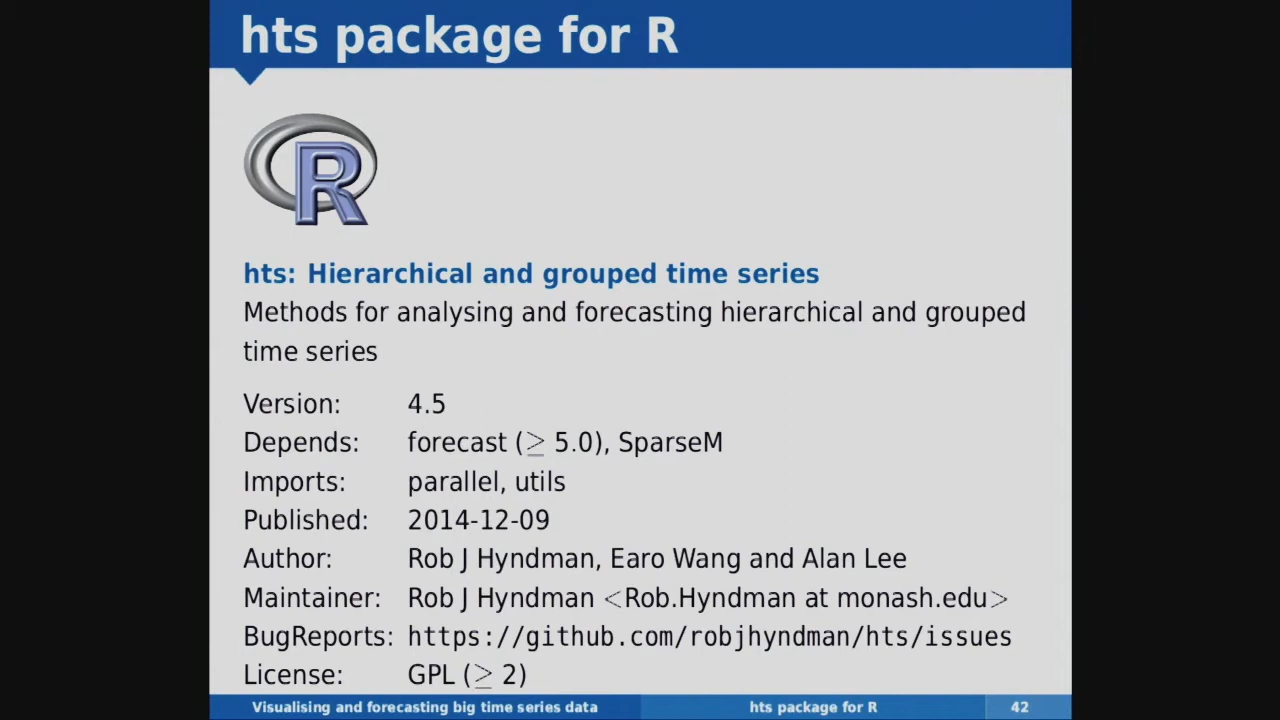 hts package for R
R
hts: Hierarchical and grouped time series
Methods for analysing and forecasting hierarchical and grouped
time series
Version: 4.5
Depends: forecast (≥ 5.0), SparseM
Imports: parallel, utils
Published: 2014-12-09
Author: Rob J Hyndman, Earo Wang and Alan Lee
Maintainer: Rob J Hyndman <Rob.Hyndman at monash.edu>
BugReports: https://github.com/robjhyndman/hts/issues
License: GPL (≥ 2)
Visualising and forecasting big time series data hts package for R 42